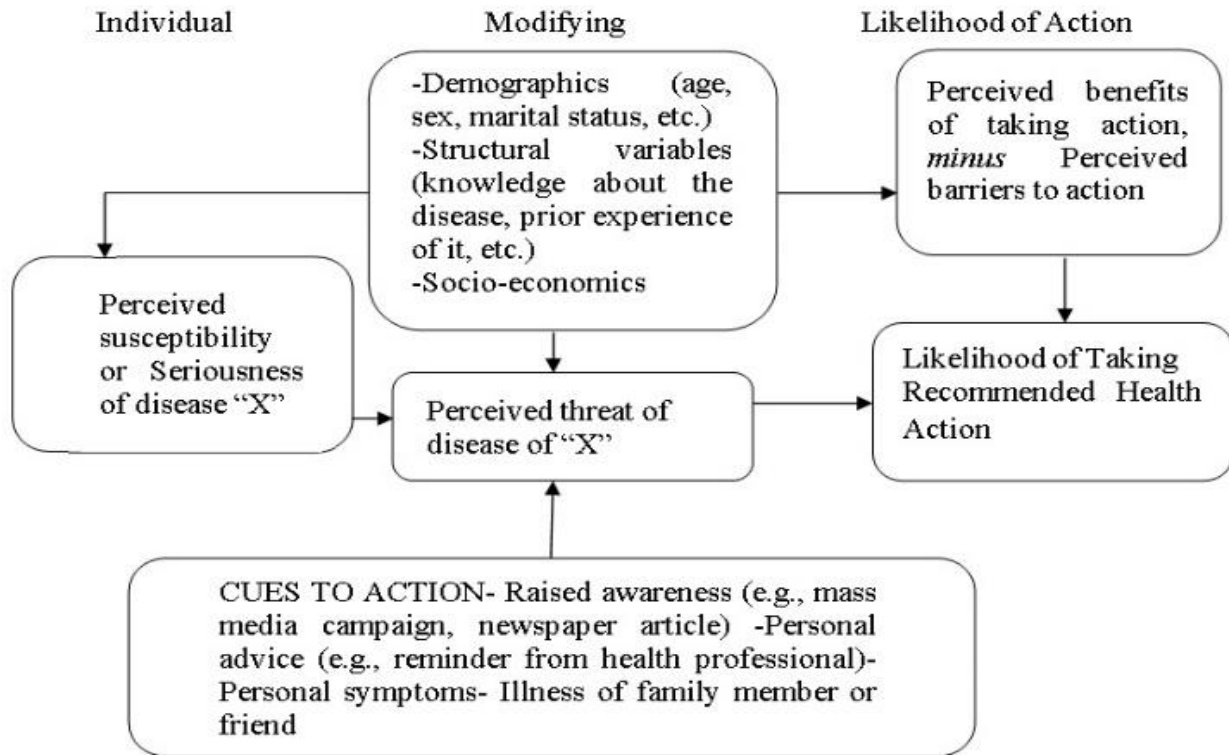 Individual
Modifying
Likelihood of Action
-Demographics (age,
sex, marital status, etc.)
-Structural variables
(knowledge about the
disease, prior experience
of it, etc.)
-Socio-economics
Perceived benefits
of taking action,
minus Perceived
barriers to action
Perceived
susceptibility
or Seriousness
of disease “X”
Perceived threat of
disease of “X”
Likelihood of Taking
Recommended Health
Action
CUES TO ACTION- Raised awareness (e.g., mass
media campaign, newspaper article) -Personal
advice (e.g., reminder from health professional)-
Personal symptoms- Illness of family member or
friend